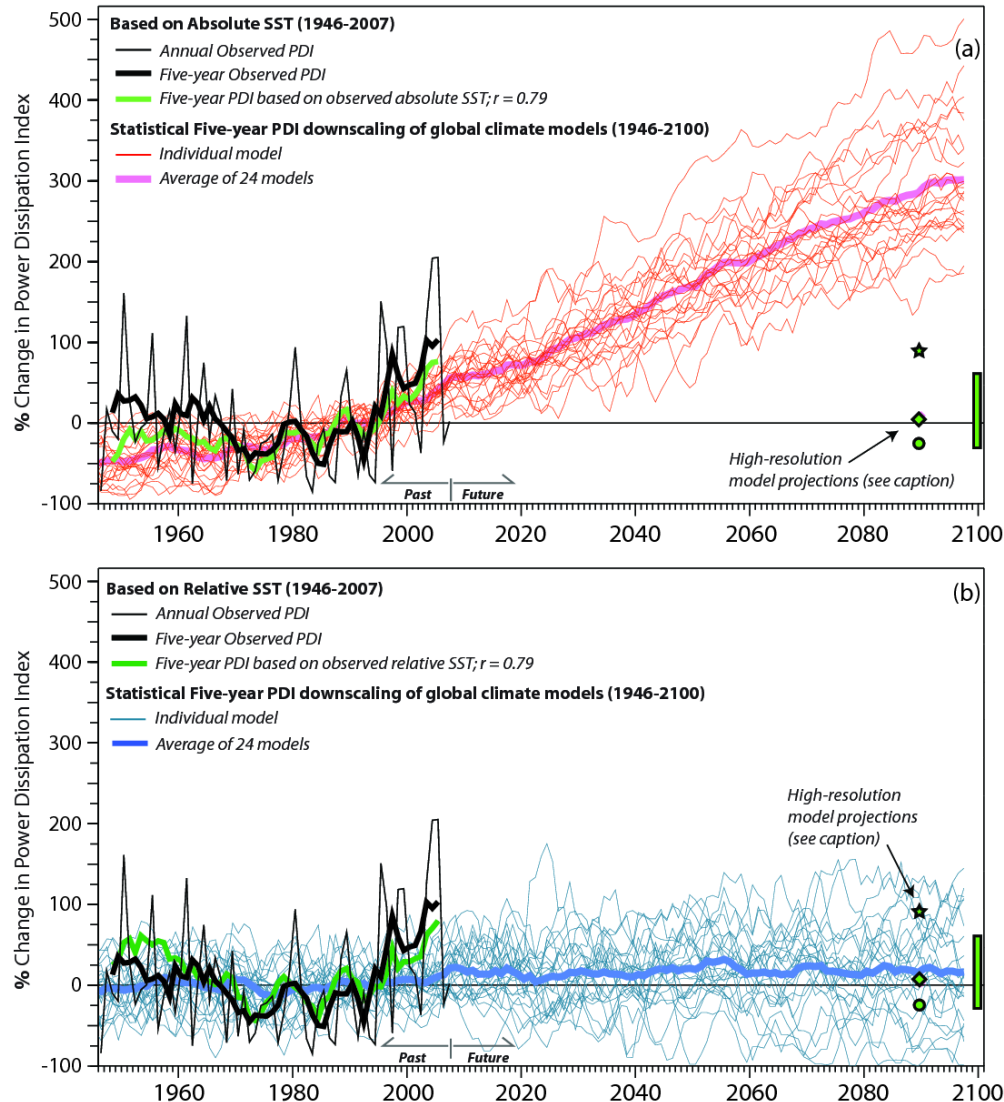 Based on Absolute SST (1946-2007)
Annual Observed PDI
Five-year Observed PDI
Five-year PDI based on observed absolute SST; r = 0.79
Statistical Five-year PDI downscaling of global climate models (1946-2100)
Individual model
Average of 24 models
(a)
% Change in Power Dissipation Index
500
400
300
200
100
0
-100
High-resolution
model projections (see caption)
Past
Future
1960
1980
2000
2020
2040
2060
2080
2100
Based on Relative SST (1946-2007)
Annual Observed PDI
Five-year Observed PDI
Five-year PDI based on observed relative SST; r = 0.79
Statistical Five-year PDI downscaling of global climate models (1946-2100)
Individual model
Average of 24 models
(b)
% Change in Power Dissipation Index
500
400
300
200
100
0
-100
High-resolution
model projections
(see caption)
Past
Future
1960
1980
2000
2020
2040
2060
2080
2100